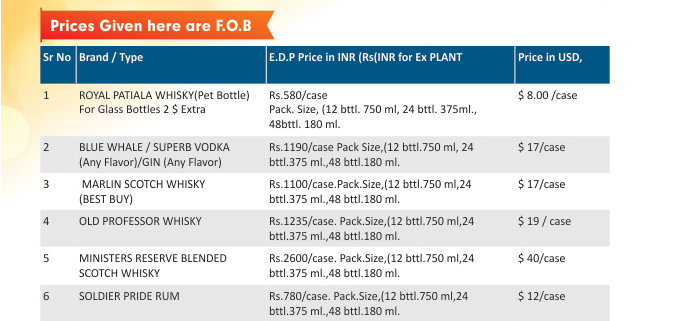 Prices Given here are F.O.B
Sr No Brand / Type E.D.P Price in INR (Rs(INR for Ex PLANT Price in USD,
1 ROYAL PATIALA WHISKY(Pet Bottle) Rs.580/case $ 8.00 /case
For Glass Bottles 2 $ Extra Pack. Size, (12 bttl. 750 ml, 24 bttl. 375ml.,
48bttl. 180 ml.
2 BLUE WHALE / SUPERB VODKA Rs.1190/case Pack Size,(12 bttl.750 ml, 24 $ 17/case
(Any Flavor)/GIN (Any Flavor) bttl.375 ml.,48 bttl.180 ml.
3 MARLIN SCOTCH WHISKY Rs.1100/case.Pack.Size,(12 bttl.750 ml,24 $ 17/case
(BEST BUY) bttl.375 ml.,48 bttl.180 ml.
4 OLD PROFESSOR WHISKY Rs.1235/case. Pack.Size,(12 bttl.750 ml,24 $ 19 / case
bttl.375 ml.,48 bttl.180 ml.
5 MINISTERS RESERVE BLENDED Rs.2600/case. Pack.Size,(12 bttl.750 ml,24 $ 40/case
SCOTCH WHISKY bttl.375 ml.,48 bttl.180 ml.
6 SOLDIER PRIDE RUM Rs.780/case. Pack.Size,(12 bttl.750 ml,24 $ 12/case
bttl.375 ml.,48 bttl.180 ml.